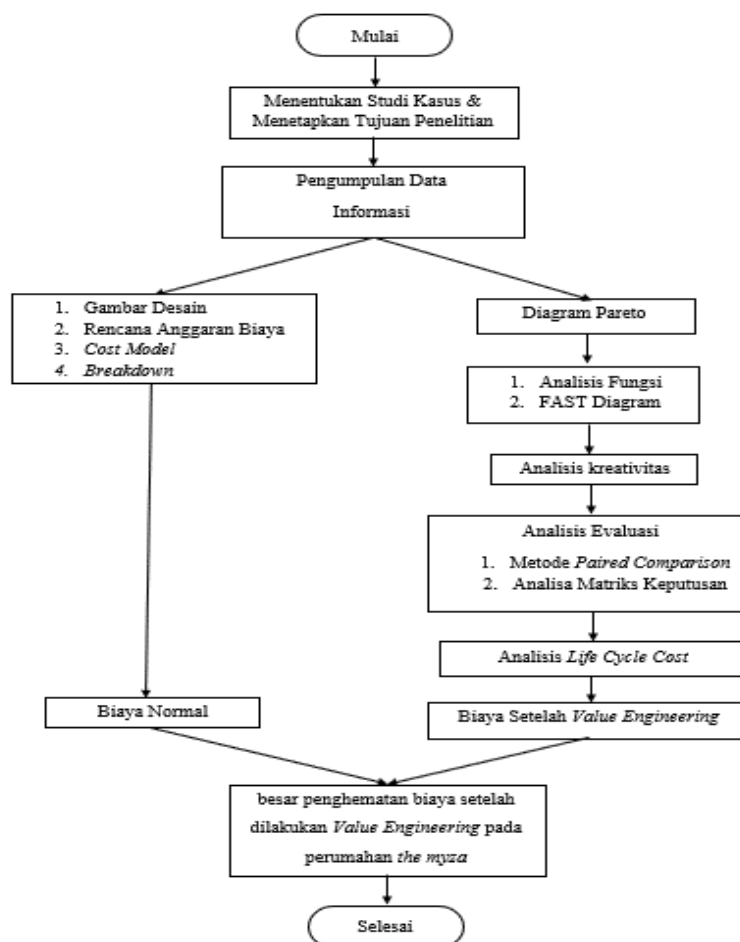 Mulai
Menentukan Studi Kasus &
Menetapkan Tujuan Penelitian
Pengumpulan Data
Informasi
1. Gambar Desain
2. Rencana Anggaran Biaya
3. Cost Model
4. Breakdown
Biaya Normal
Diagram Pareto
1. Analisis Fungsi
2. FAST Diagram
Analisis kreativitas
Analisis Evaluasi
1. Metode Paired Comparison
2. Analisa Matriks Keputusan
Analisis Life Cycle Cost
Biaya Setelah Value Engineering
besar penghematan biaya setelah
dilakukan Value Engineering pada
perumahan the myza
Selesai